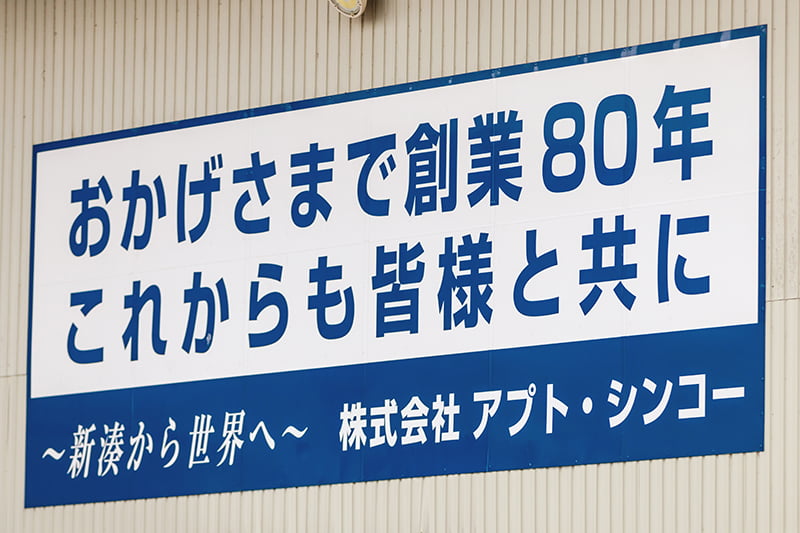 おかげさまで創業80年
これからも皆様と共に
～新湊から世界へ～ 株式会社 アプト・シンコー